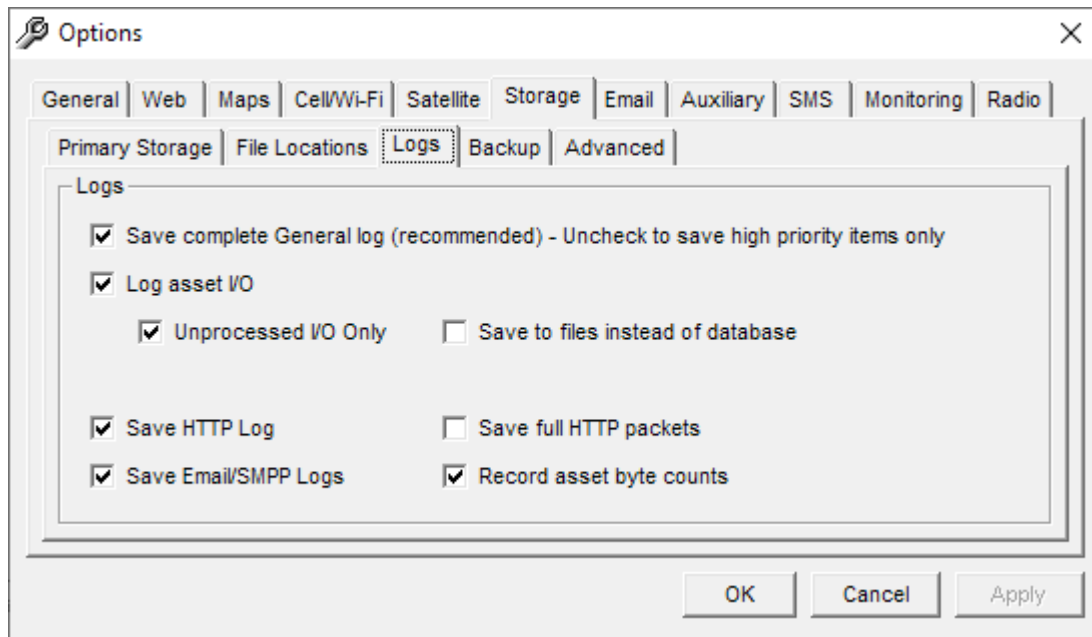 Options
General Web Maps Cell/Wi-Fi Satellite Storage Email Auxiliary SMS Monitoring Radio
Primary Storage File Locations Logs Backup Advanced
Logs
Save complete General log (recommended) - Uncheck to save high priority items only
Log asset I/O
Unprocessed I/O Only Save to files instead of database
Save HTTP Log Save full HTTP packets
Save Email/SMPP Logs Record asset byte counts
OK Cancel Apply